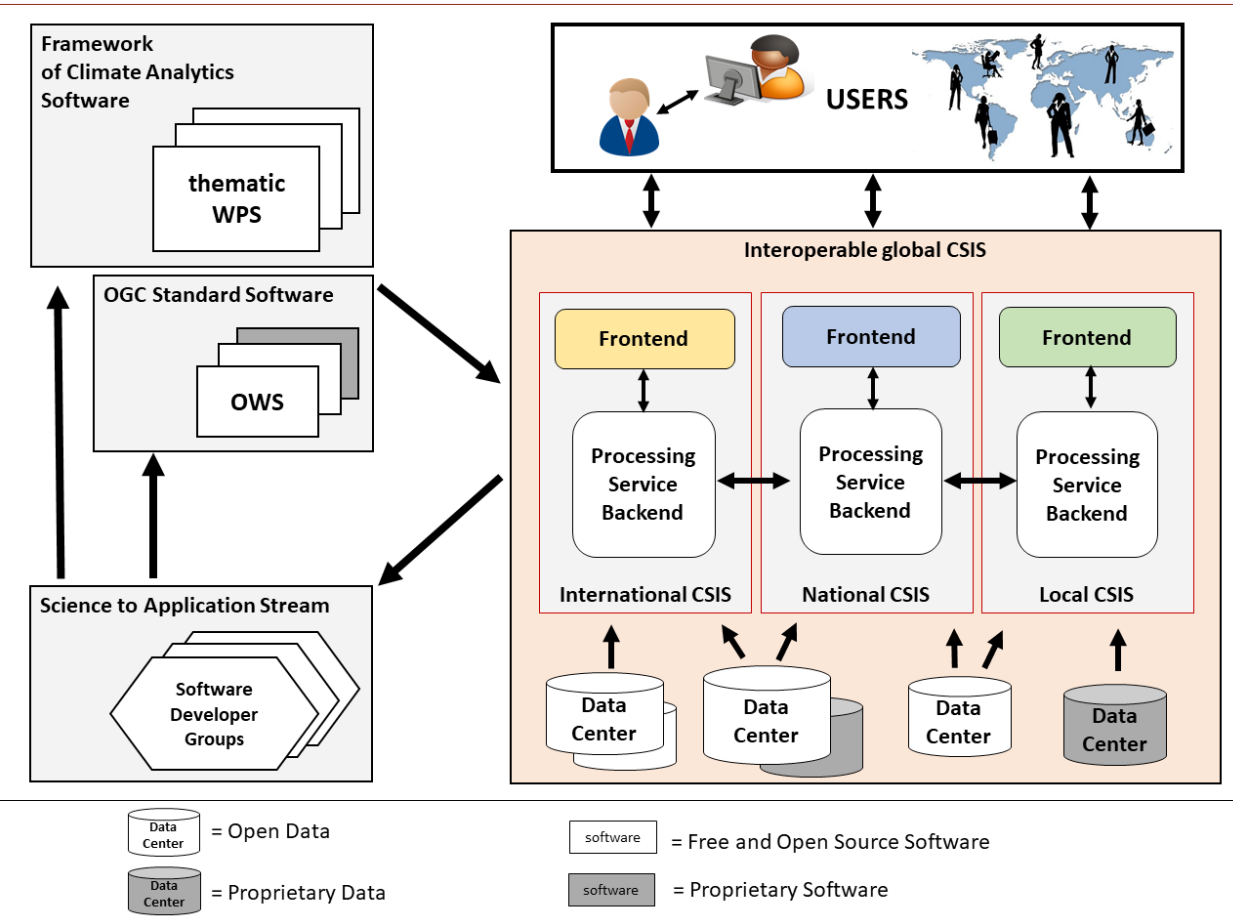 Framework
of Climate Analytics
Software
thematic
WPS
OGC Standard Software
OWS
Science to Application Stream
Software
Developer
Groups
USERS
Interoperable global CSIS
Frontend
Frontend
Frontend
Processing
Service
Backend
Processing
Service
Backend
Processing
Service
Backend
International CSIS
National CSIS
Local CSIS
Data
Center
Data
Center
Data
Center
Data
Center
Data
Center
= Open Data
Data
Center
= Proprietary Data
software
= Free and Open Source Software
software
= Proprietary Software